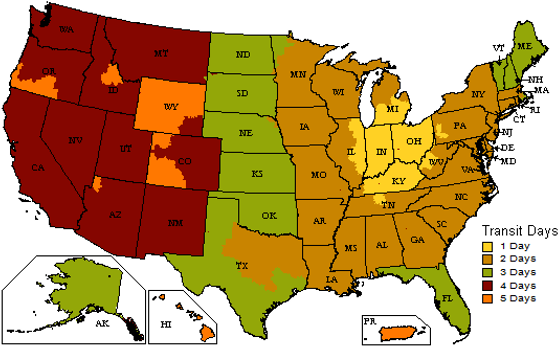 WA
MT
ND
MN
ME
VT
OR
ID
WY
SD
WI
MI
NY
NH
MA
RI
CT
NE
IA
PA
NJ
DE
MD
NV
UT
CO
KS
MO
IL
IN
OH
WV
VA
CA
KY
AZ
NM
OK
AR
TN
NC
SC
TX
LA
MS
AL
GA
FL
AK
HI
PR
Transit Days
1 Day
2 Days
3 Days
4 Days
5 Days